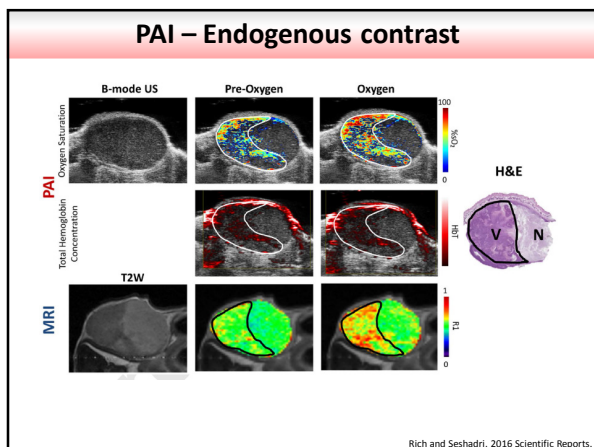 PAI – Endogenous contrast
B-mode US
Pre-Oxygen
Oxygen
PAI
Oxygen Saturation
100
%sO₂
0
Total Hemoglobin
Concentration
HbT
H&E
V
N
MRI
T2W
1
R1
0
Rich and Seshadri, 2016 Scientific Reports.